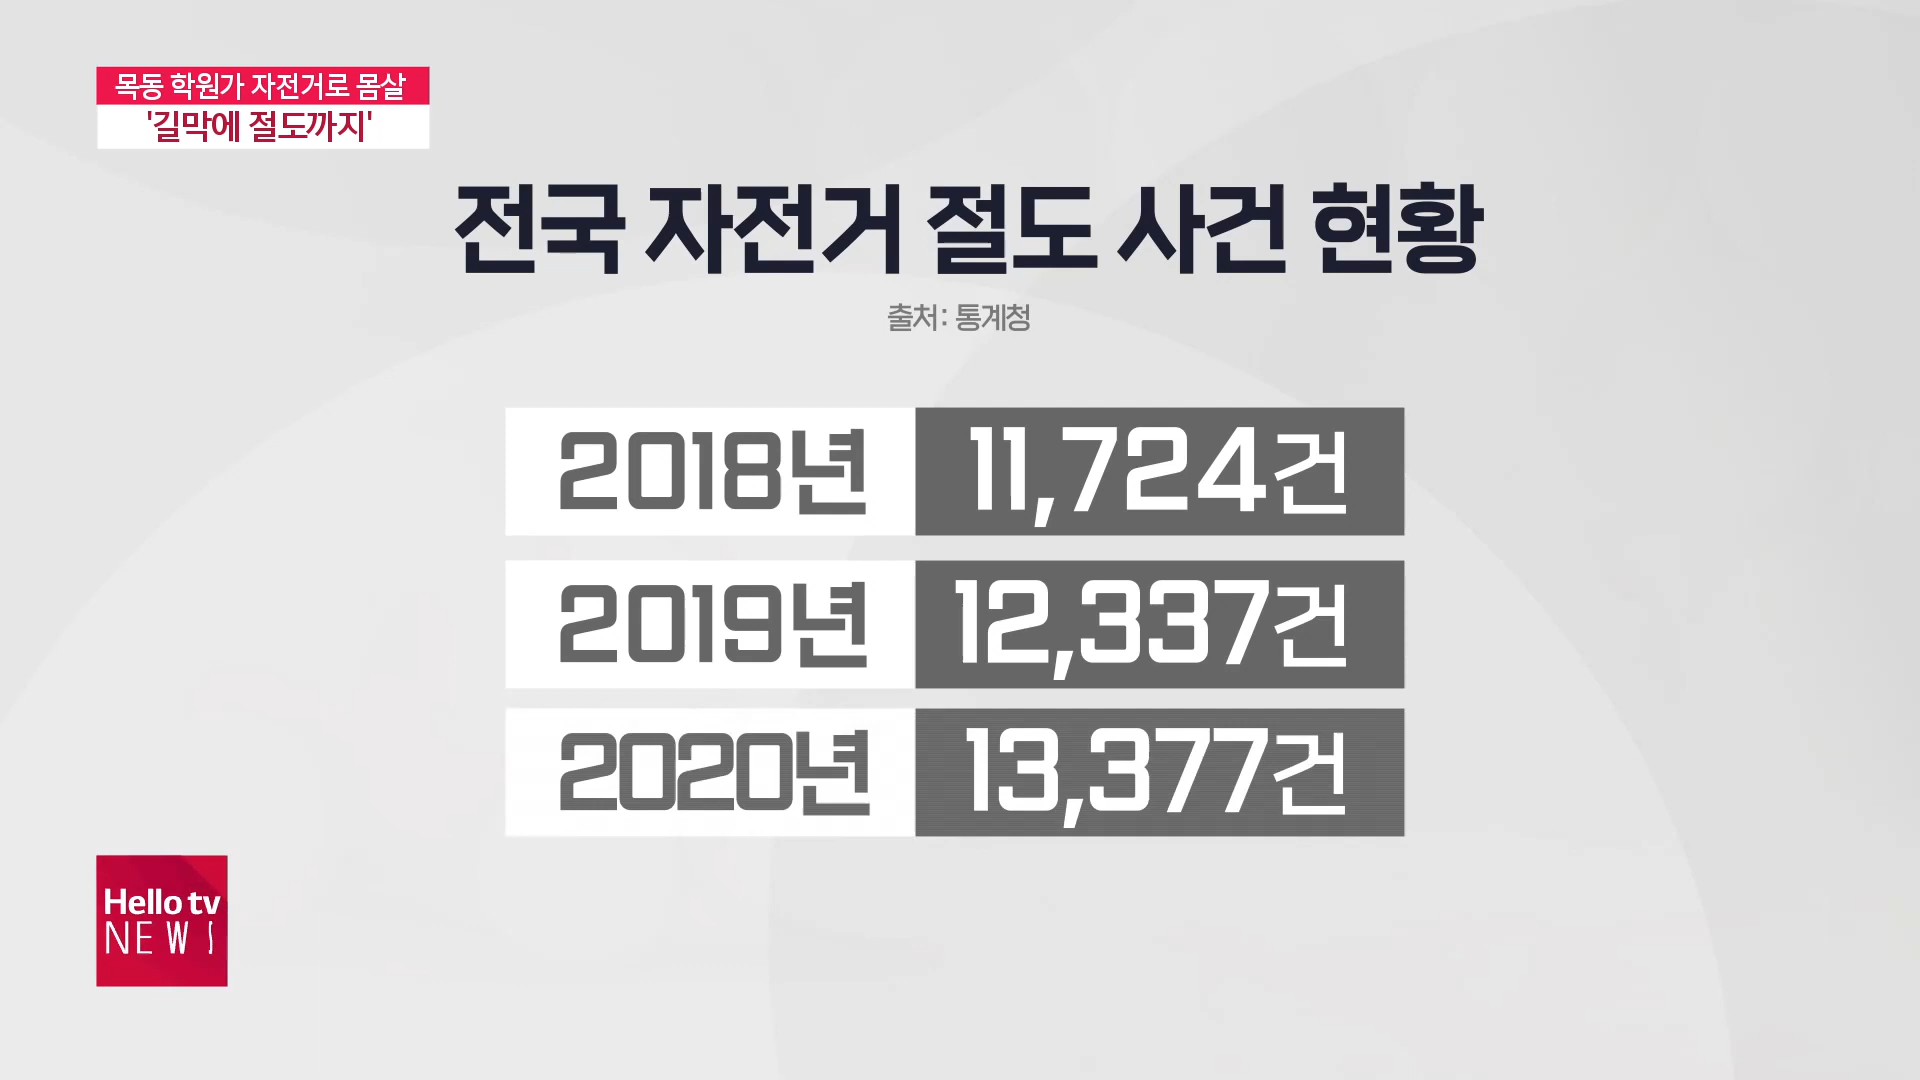 목동 학원가 자전거로 몸살
'길막에 절도까지'
전국 자전거 절도 사건 현황
출처: 통계청
2018년 11,724건
2019년 12,337건
2020년 13,377건
Hello tv
NEWS